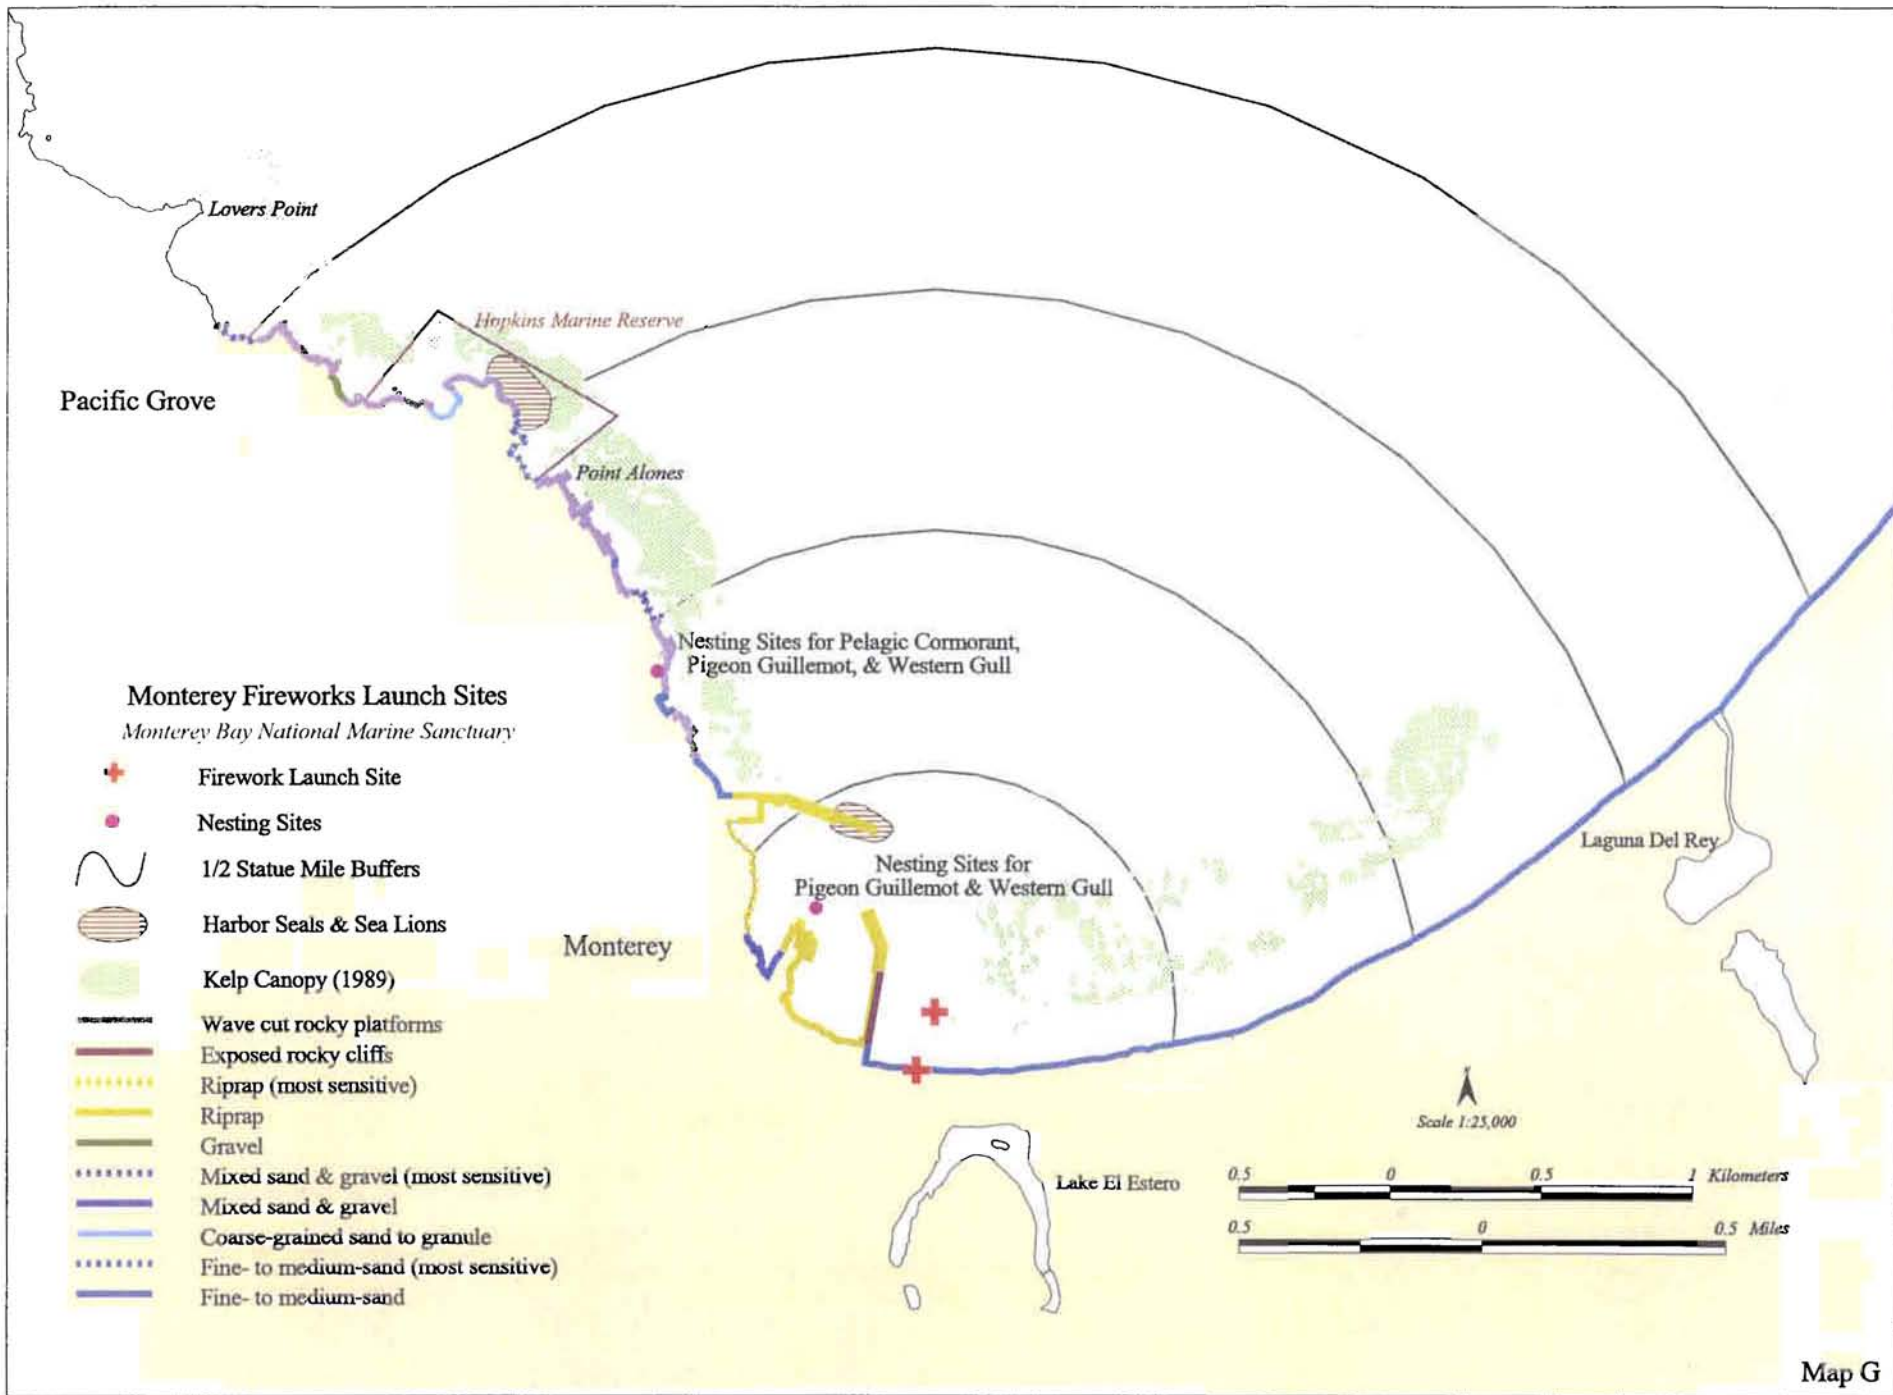 Lovers Point
Hopkins Marine Reserve
Pacific Grove
Point Alones
Nesting Sites for Pelagic Cormorant,
Pigeon Guillemot, & Western Gull
Monterey Fireworks Launch Sites
Monterey Bay National Marine Sanctuary
Firework Launch Site
Nesting Sites
1/2 Statue Mile Buffers
Harbor Seals & Sea Lions
Kelp Canopy (1989)
Wave cut rocky platforms
Exposed rocky cliffs
Riprap (most sensitive)
Riprap
Gravel
Mixed sand & gravel (most sensitive)
Mixed sand & gravel
Coarse-grained sand to granule
Fine- to medium-sand (most sensitive)
Fine- to medium-sand
Laguna Del Rey
Nesting Sites for
Pigeon Guillemot & Western Gull
Monterey
Lake El Estero
N
Scale 1:25,000
0.5 0 0.5 1 Kilometers
0.5 0 0.5 Miles
Map G